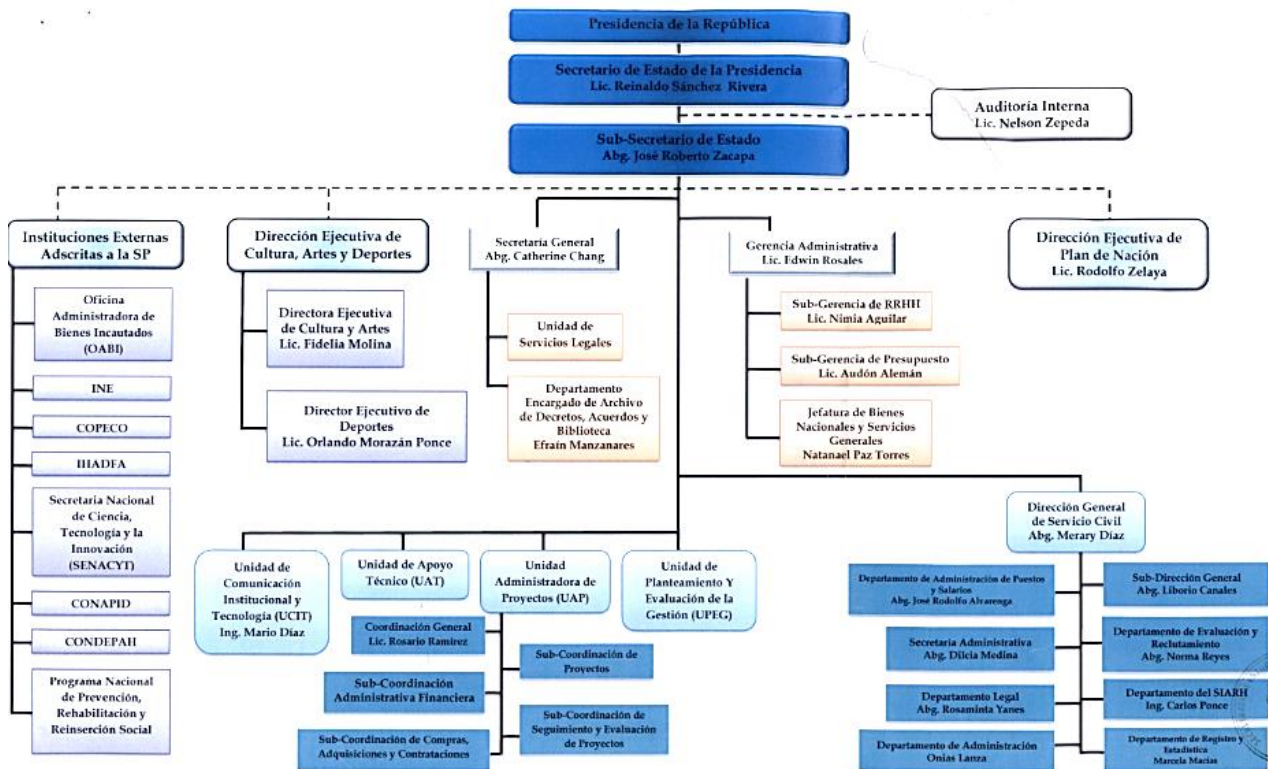 Presidencia de la República
Secretario de Estado de la Presidencia
Lic. Reinaldo Sánchez Rivera
Auditoría Interna
Lic. Nelson Zepeda
Sub-Secretario de Estado
Abg. José Roberto Zacapa
Instituciones Externas
Adscritas a la SP
Oficina
Administradora de
Bienes Incautados
(OABI)
INE
COPECO
IHADFA
Secretaría Nacional
de Ciencia,
Tecnología y la
Innovación
(SENACYT)
CONAPID
CONDEPAH
Programa Nacional
de Prevención,
Rehabilitación y
Reinserción Social
Dirección Ejecutiva de
Cultura, Artes y Deportes
Directora Ejecutiva
de Cultura y Artes
Lic. Fidelia Molina
Director Ejecutivo de
Deportes
Lic. Orlando Morazán Ponce
Secretaría General
Abg. Catherine Chang
Unidad de
Servicios Legales
Departamento
Encargado de Archivo
de Decretos, Acuerdos y
Biblioteca
Efraín Manzanares
Gerencia Administrativa
Lic. Edwin Rosales
Sub-Gerencia de RRHH
Lic. Nimia Aguilar
Sub-Gerencia de Presupuesto
Lic. Audón Alemán
Jefatura de Bienes
Nacionales y Servicios
Generales
Natanael Paz Torres
Dirección Ejecutiva de
Plan de Nación
Lic. Rodolfo Zelaya
Unidad de
Comunicación
Institucional y
Tecnología (UCIT)
Ing. Mario Díaz
Unidad de Apoyo
Técnico (UAT)
Unidad
Administradora de
Proyectos (UAP)
Coordinación General
Lic. Rosario Ramírez
Sub-Coordinación de
Proyectos
Sub-Coordinación
Administrativa Financiera
Sub-Coordinación de
Seguimiento y Evaluación
de Proyectos
Sub-Coordinación de Compras,
Adquisiciones y Contrataciones
Unidad de
Planteamiento Y
Evaluación de la
Gestión (UPEG)
Dirección General
de Servicio Civil
Abg. Merary Díaz
Departamento de Administración de Puestos
y Salarios
Abg. José Rodolfo Alvarenga
Sub-Dirección General
Abg. Liborio Canales
Secretaria Administrativa
Abg. Dilcia Medina
Departamento de Evaluación y
Reclutamiento
Abg. Norma Reyes
Departamento Legal
Abg. Rosaminta Yanes
Departamento del SIARH
Ing. Carlos Ponce
Departamento de Administración
Onias Lanza
Departamento de Registro y
Estadística
Marcela Macías